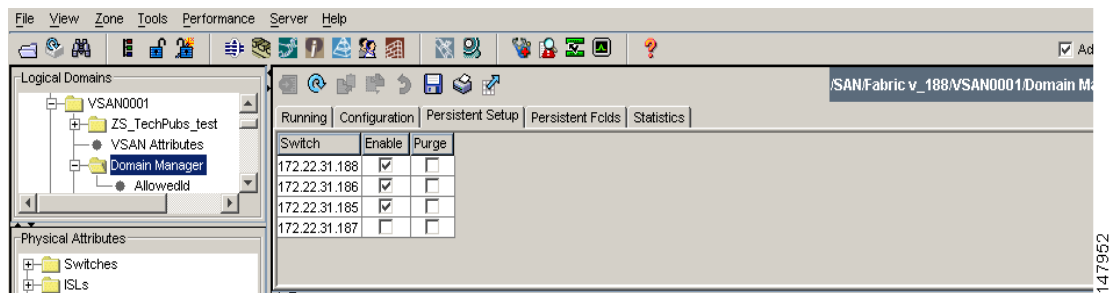 File View Zone Tools Performance Server Help
Ad
Logical Domains
VSAN0001
ZS_TechPubs_test
VSAN Attributes
Domain Manager
AllowedId
/SAN/Fabric v_188/VSAN0001/Domain Ma
Running Configuration Persistent Setup Persistent FcIds Statistics
Switch Enable Purge
172.22.31.188
172.22.31.186
172.22.31.185
172.22.31.187
Physical Attributes
Switches
ISLs
147952